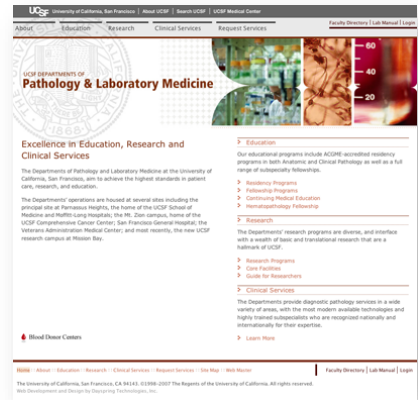 UCSF University of California, San Francisco | About UCSF | Search UCSF | UCSF Medical Center
About Education Research Clinical Services Request Services
Faculty Directory | Lab Manual | Login
UCSF DEPARTMENTS OF
Pathology & Laboratory Medicine
60
40
20
Excellence in Education, Research and
Clinical Services
The Departments of Pathology and Laboratory Medicine at the University of
California, San Francisco, aim to achieve the highest standards in patient
care, research, and education.
The Departments' operations are housed at several sites including the
principal site at Parnassus Heights, the home of the UCSF School of
Medicine and Moffitt-Long Hospitals; the Mt. Zion campus, home of the
UCSF Comprehensive Cancer Center; San Francisco General Hospital; the
Veterans Administration Medical Center; and most recently, the new UCSF
research campus at Mission Bay.
Blood Donor Centers
Education
Our educational programs include ACGME-accredited residency
programs in both Anatomic and Clinical Pathology as well as a full
range of subspecialty fellowships.
Residency Programs
Fellowship Programs
Continuing Medical Education
Hematopathology Fellowship
Research
The Departments' research programs are diverse, and interface
with a wealth of basic and translational research that are a
hallmark of UCSF.
Research Programs
Core Facilities
Guide for Researchers
Clinical Services
The Departments provide diagnostic pathology services in a wide
variety of areas, with the most modern available technologies and
highly trained subspecialists who are recognized nationally and
internationally for their expertise.
Learn More
Home :: About :: Education :: Research :: Clinical Services :: Request Services :: Site Map :: Web Master
Faculty Directory | Lab Manual | Login
The University of California, San Francisco, CA 94143. ©1998-2007 The Regents of the University of California. All rights reserved.
Web Development and Design by Dayspring Technologies, Inc.